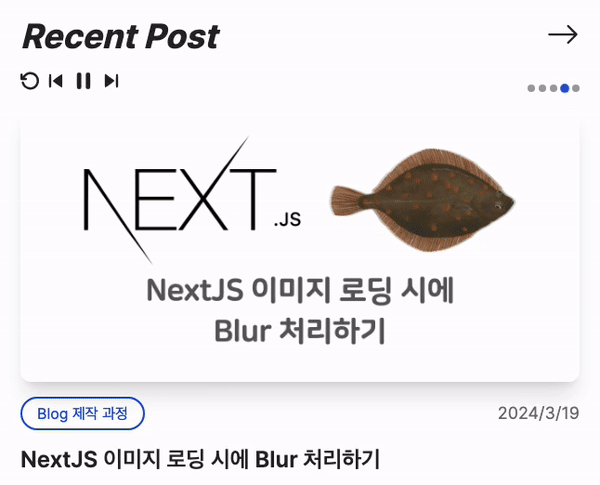 Recent Post
NEXT.JS
NextJS 이미지 로딩 시에
Blur 처리하기
Blog 제작 과정
2024/3/19
NextJS 이미지 로딩 시에 Blur 처리하기